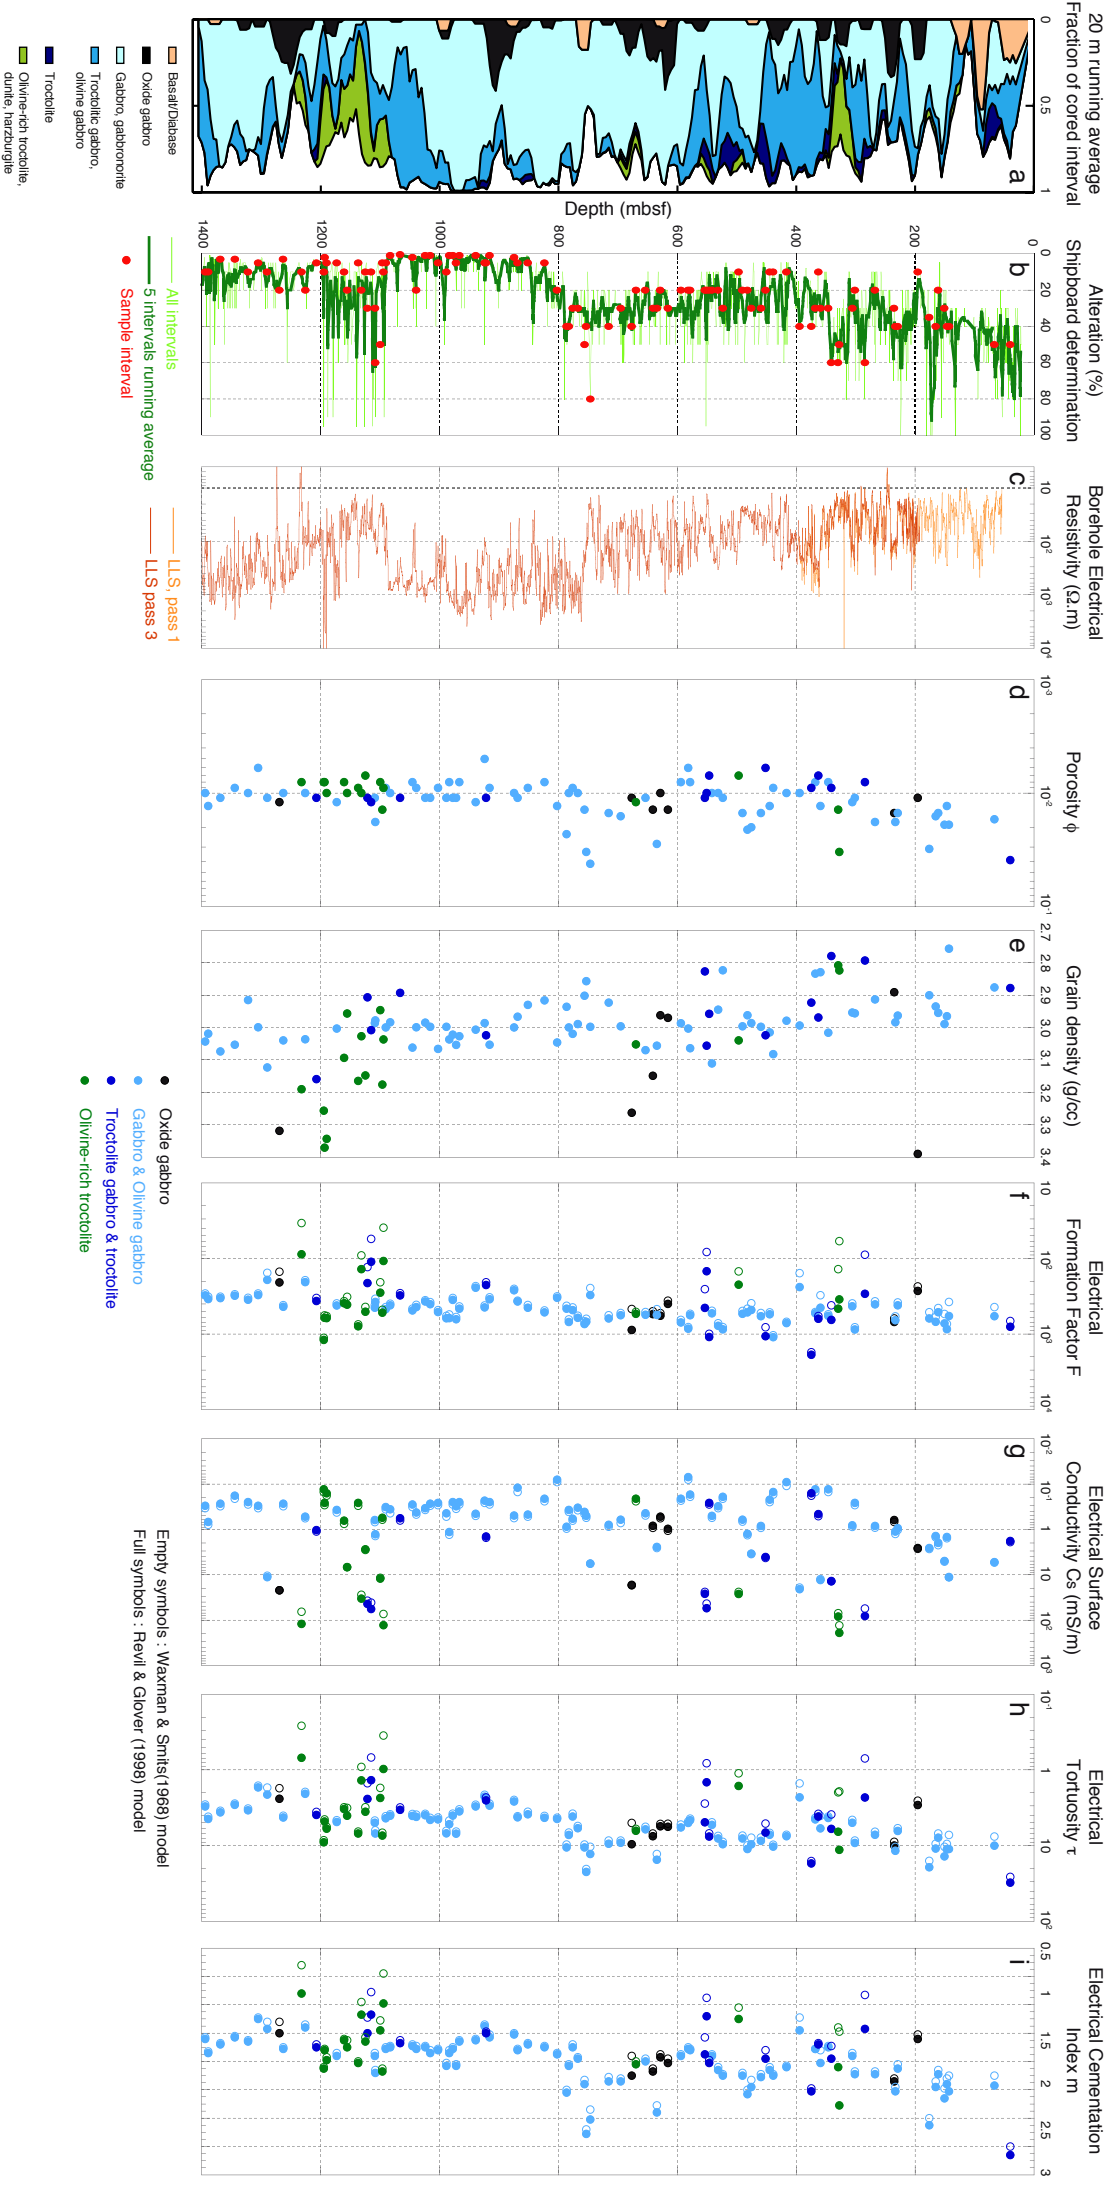 20 m running average
Fraction of cored interval
0
0.5
1
a
Basalt/Diabase
Oxide gabbro
Gabbro, gabbronorite
Troctolitic gabbro,
olivine gabbro
Troctolite
Olivine-rich troctolite,
dunite, harzburgite
Depth (mbsf)
0
200
400
600
800
1000
1200
1400
Shipboard determination
Alteration (%)
0
20
40
60
80
100
b
All intervals
5 intervals running average
Sample interval
Borehole Electrical
Resistivity (Ω.m)
10
10²
10³
10⁴
c
LLS, pass 1
LLS pass 3
Porosity ϕ
10⁻³
10⁻²
10⁻¹
d
Grain density (g/cc)
2.7
2.8
2.9
3.0
3.1
3.2
3.3
3.4
e
Oxide gabbro
Gabbro & Olivine gabbro
Troctolite gabbro & troctolite
Olivine-rich troctolite
Electrical
Formation Factor F
10
10²
10³
10⁴
f
Electrical Surface
Conductivity Cs (mS/m)
10⁻²
10⁻¹
1
10
10²
10³
g
Empty symbols : Waxman & Smits(1968) model
Full symbols : Revil & Glover (1998) model
Electrical
Tortuosity τ
10⁻¹
1
10
10²
h
Electrical Cementation
Index m
0.5
1
1.5
2
2.5
3
i